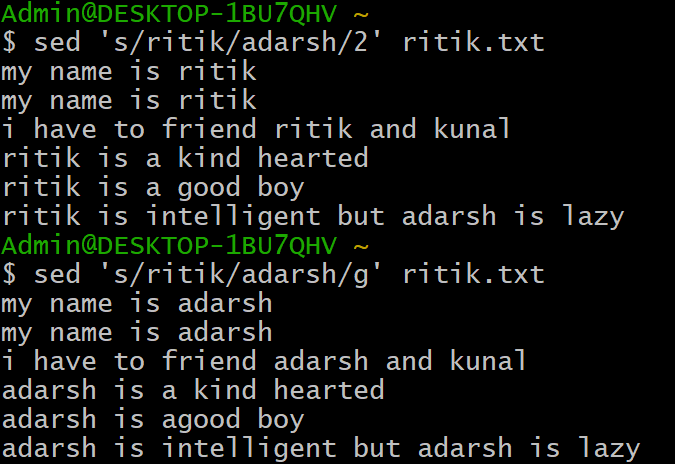 Admin@DESKTOP-1BU7QHV ~
$ sed 's/ritik/adarsh/2' ritik.txt
my name is ritik
my name is ritik
i have to friend ritik and kunal
ritik is a kind hearted
ritik is a good boy
ritik is intelligent but adarsh is lazy
Admin@DESKTOP-1BU7QHV ~
$ sed 's/ritik/adarsh/g' ritik.txt
my name is adarsh
my name is adarsh
i have to friend adarsh and kunal
adarsh is a kind hearted
adarsh is agood boy
adarsh is intelligent but adarsh is lazy